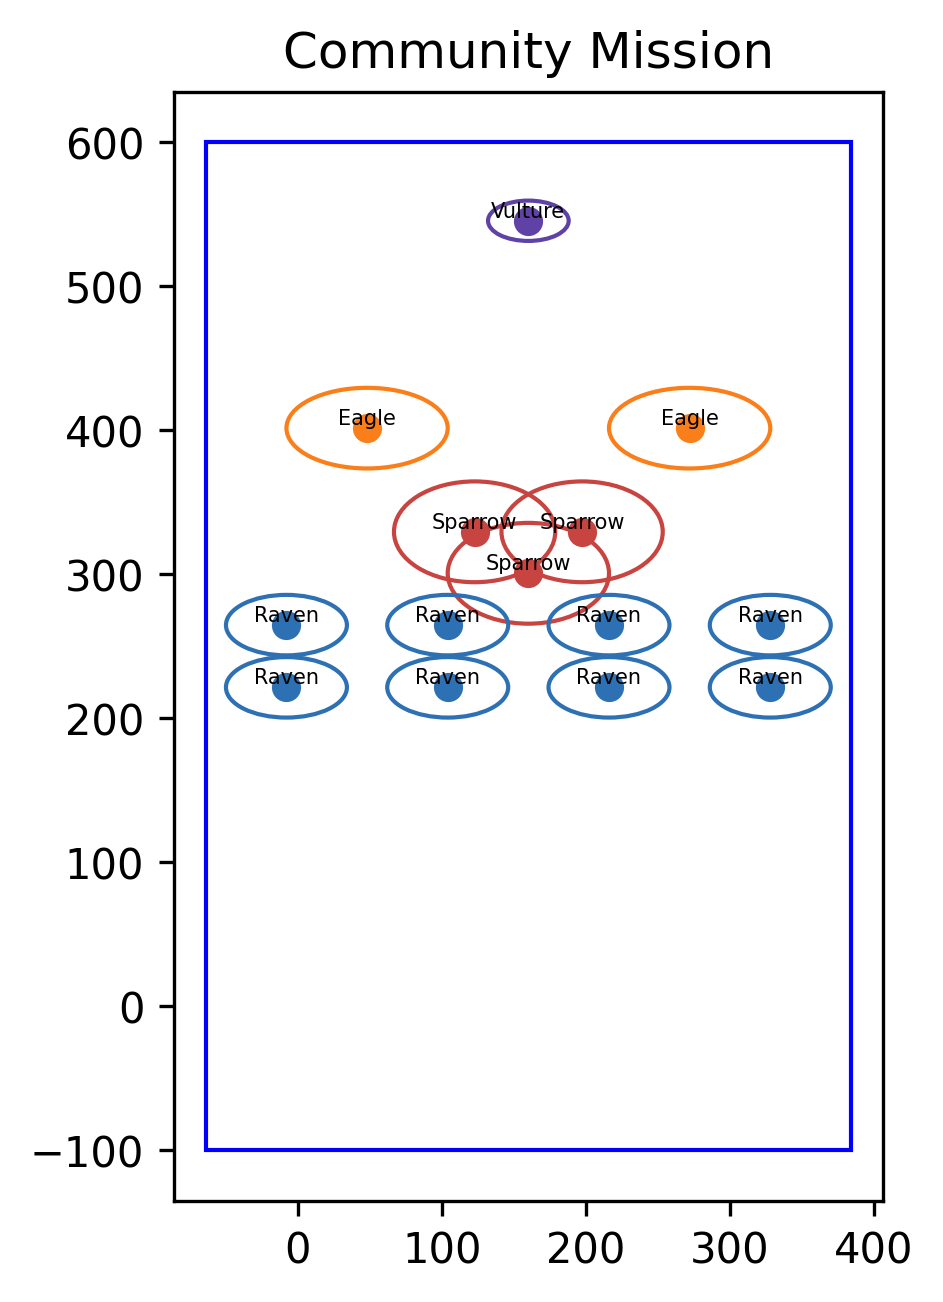 Community Mission
600
Vulture
500
Eagle Eagle
400
Sparrow Sparrow
Sparrow
300
Raven Raven Raven Raven
Raven Raven Raven Raven
200
100
0
−100
0 100 200 300 400